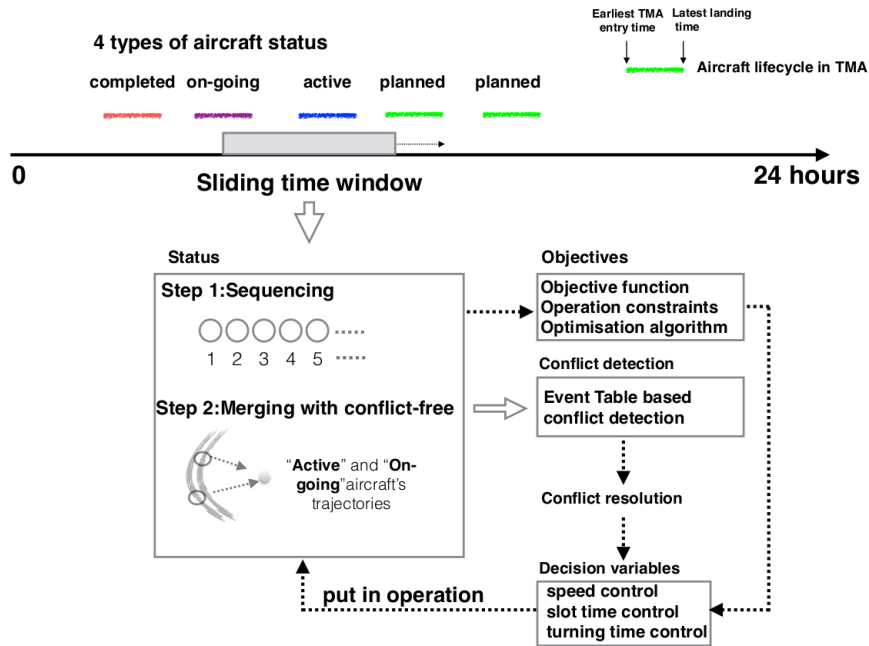 Earliest TMA
entry time
Latest landing
time
4 types of aircraft status
Aircraft lifecycle in TMA
completed
on-going
active
planned
planned
0
Sliding time window
24 hours
Status
Objectives
Step 1:Sequencing
1 2 3 4 5
Objective function
Operation constraints
Optimisation algorithm
Conflict detection
Step 2:Merging with conflict-free
Event Table based
conflict detection
“Active” and “On-
going”aircraft’s
trajectories
Conflict resolution
Decision variables
put in operation
speed control
slot time control
turning time control